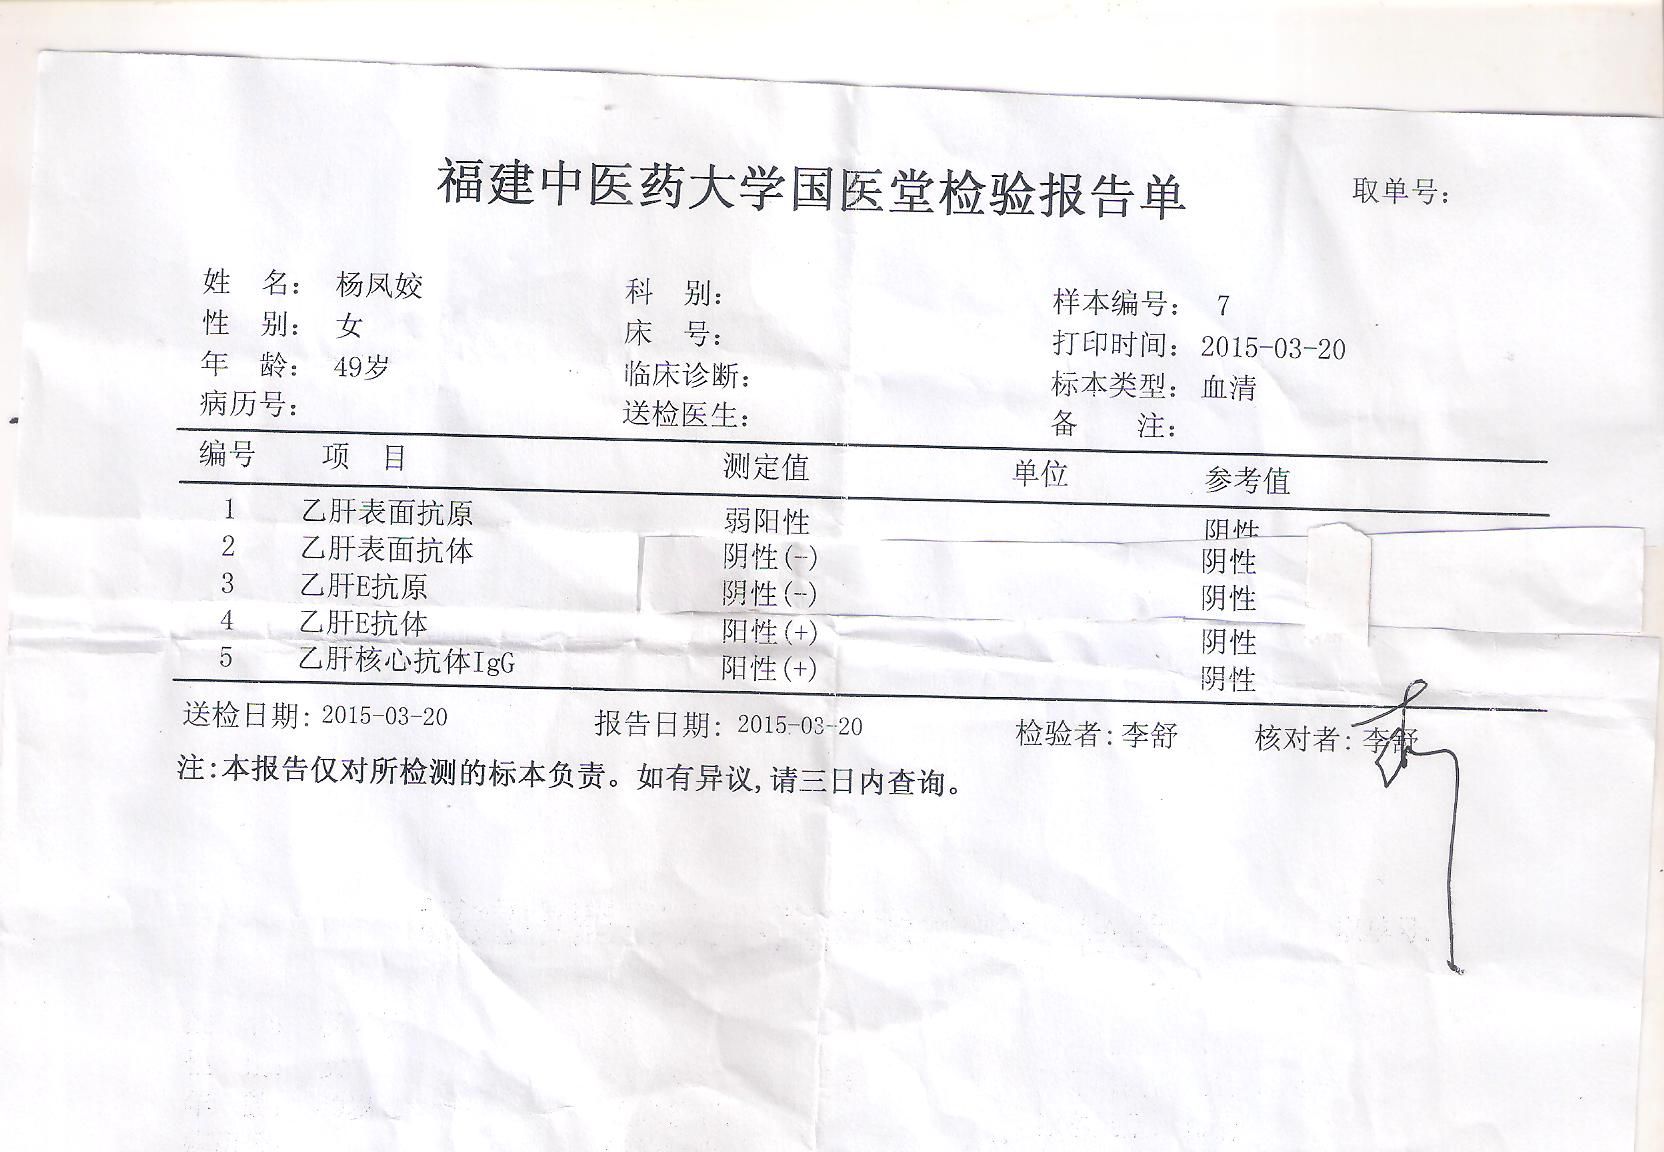 福建中医药大学国医堂检验报告单
取单号：
姓 名： 杨凤姣 科 别： 样本编号： 7
性 别： 女 床 号： 打印时间： 2015-03-20
年 龄： 49岁 临床诊断： 标本类型： 血清
病历号： 送检医生： 备 注：
编号 项 目 测定值 单位 参考值
1 乙肝表面抗原 弱阳性 阴性
2 乙肝表面抗体 阴性(-) 阴性
3 乙肝E抗原 阴性(-) 阴性
4 乙肝E抗体 阳性(+) 阴性
5 乙肝核心抗体IgG 阳性(+) 阴性
送检日期：2015-03-20 报告日期：2015-03-20 检验者：李舒 核对者：李舒
注：本报告仅对所检测的标本负责。如有异议，请三日内查询。